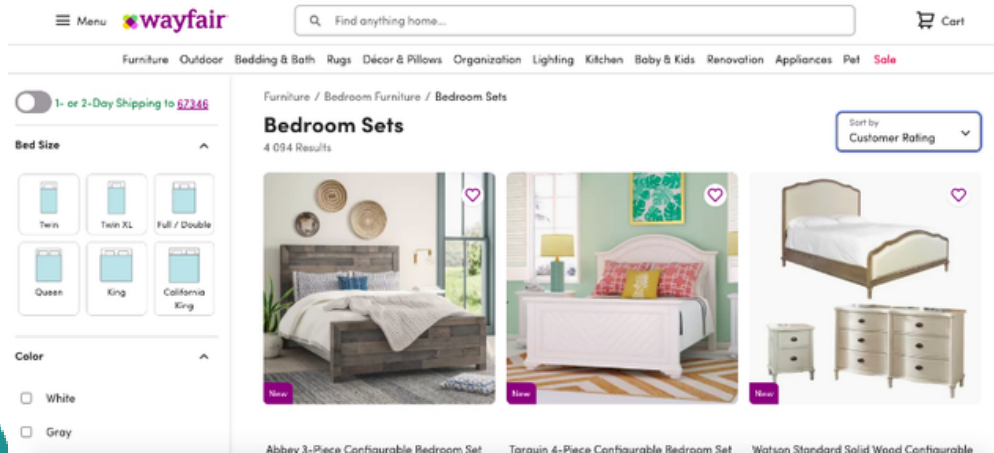 Menu
wayfair
Find anything home...
Cart
Furniture Outdoor Bedding & Bath Rugs Décor & Pillows Organization Lighting Kitchen Baby & Kids Renovation Appliances Pet Sale
1- or 2-Day Shipping to 67346
Furniture / Bedroom Furniture / Bedroom Sets
Bedroom Sets
4 094 Results
Sort by
Customer Rating
Bed Size
Twin
Twin XL
Full / Double
Queen
King
California
King
Color
White
Gray
New
New
New
Abbey 3-Piece Configurable Bedroom Set
Tarquin 4-Piece Configurable Bedroom Set
Watson Standard Solid Wood Configurable